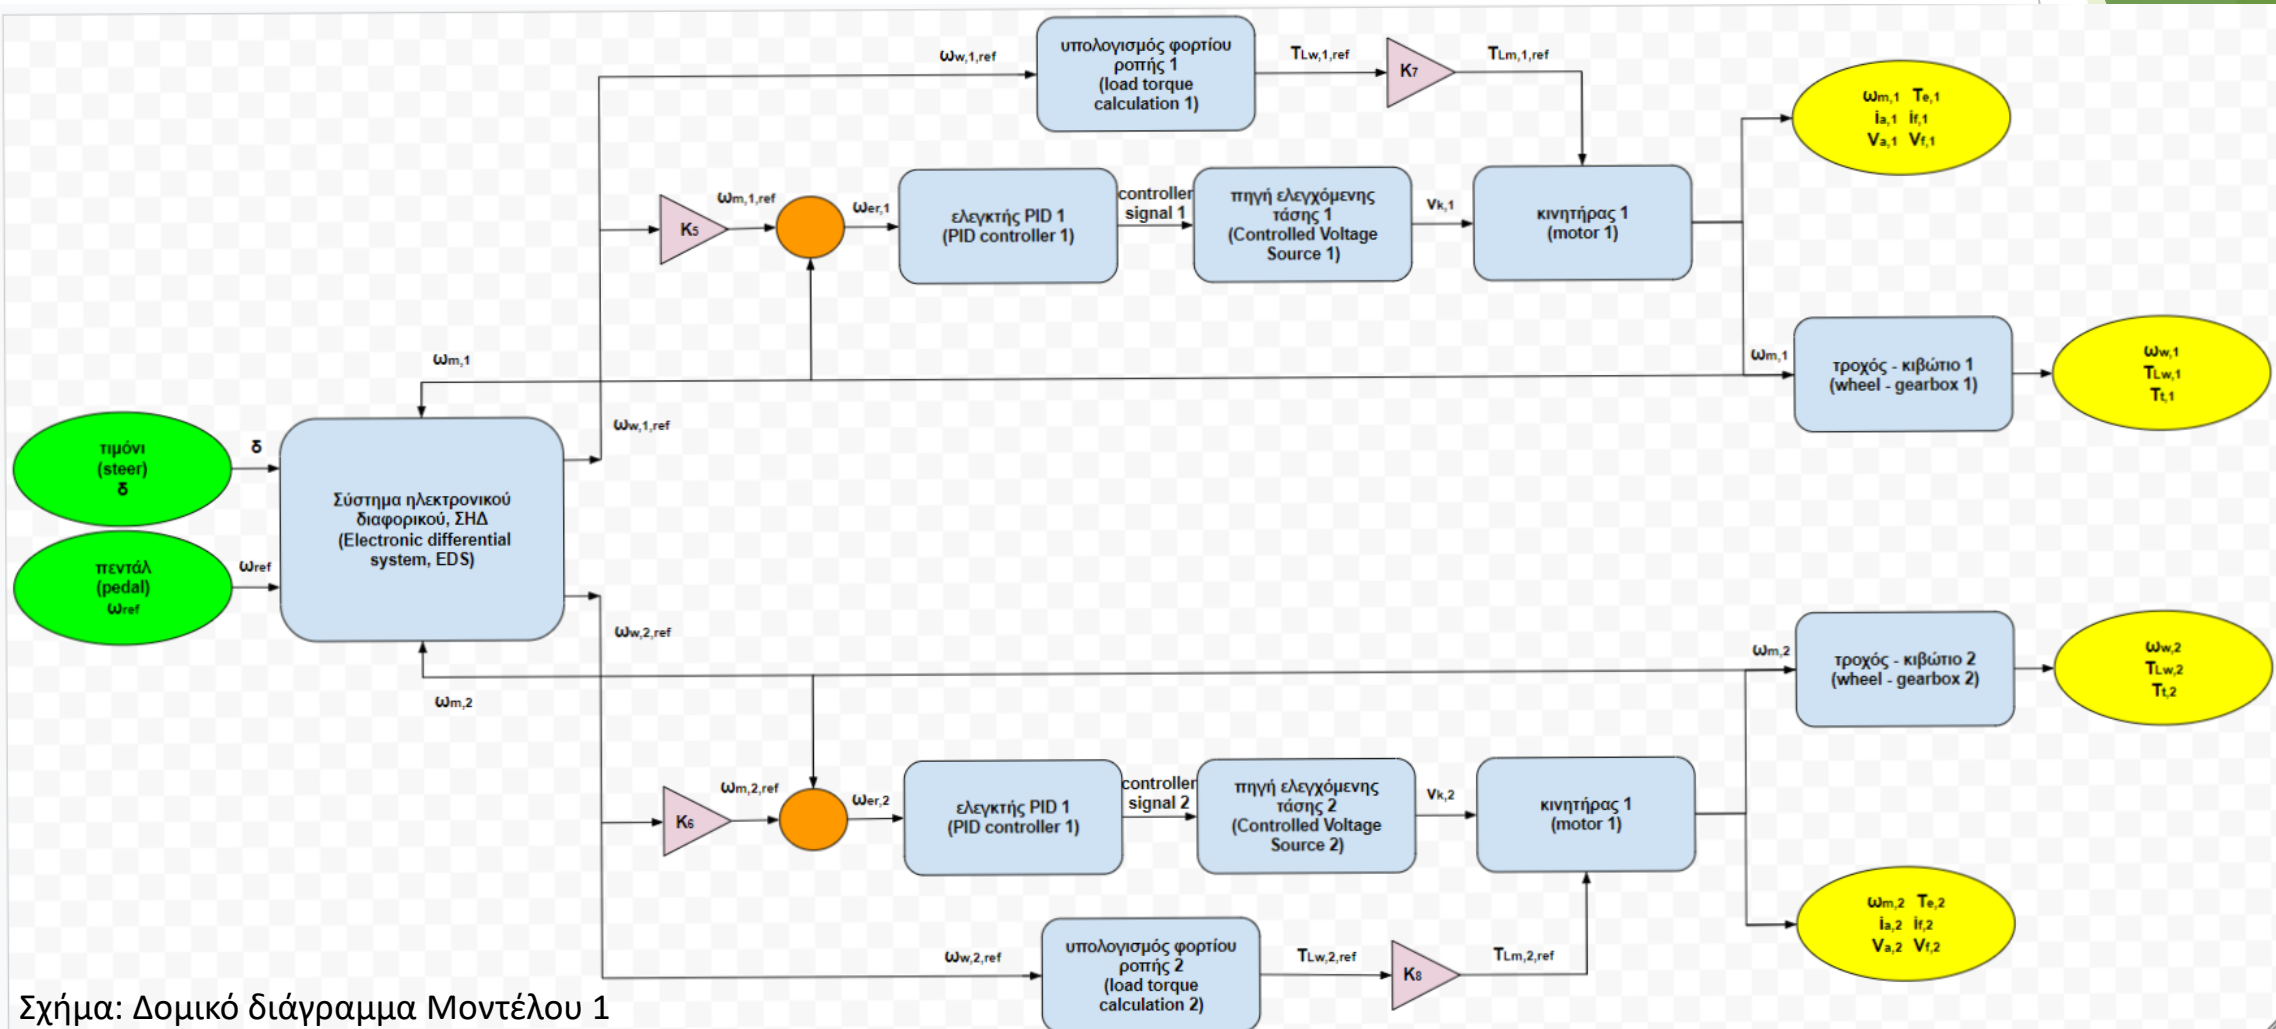 ωw,1,ref
υπολογισμός φορτίου
ροπής 1
(load torque
calculation 1)
TLw,1,ref
K7
TLm,1,ref
ωm,1 Te,1
ia,1 if,1
Va,1 Vf,1
K5
ωm,1,ref
ωer,1
ελεγκτής PID 1
(PID controller 1)
controller
signal 1
πηγή ελεγχόμενης
τάσης 1
(Controlled Voltage
Source 1)
vk,1
κινητήρας 1
(motor 1)
ωm,1
ωm,1
τροχός - κιβώτιο 1
(wheel - gearbox 1)
ωw,1
TLw,1
Tt,1
τιμόνι
(steer)
δ
δ
ωw,1,ref
Σύστημα ηλεκτρονικού
διαφορικού, ΣΗΔ
(Electronic differential
system, EDS)
πεντάλ
(pedal)
ωref
ωref
ωw,2,ref
ωm,2
ωm,2
τροχός - κιβώτιο 2
(wheel - gearbox 2)
ωw,2
TLw,2
Tt,2
K6
ωm,2,ref
ωer,2
ελεγκτής PID 1
(PID controller 1)
controller
signal 2
πηγή ελεγχόμενης
τάσης 2
(Controlled Voltage
Source 2)
vk,2
κινητήρας 1
(motor 1)
ωm,2 Te,2
ia,2 if,2
Va,2 Vf,2
ωw,2,ref
υπολογισμός φορτίου
ροπής 2
(load torque
calculation 2)
TLw,2,ref
K8
TLm,2,ref
Σχήμα: Δομικό διάγραμμα Μοντέλου 1